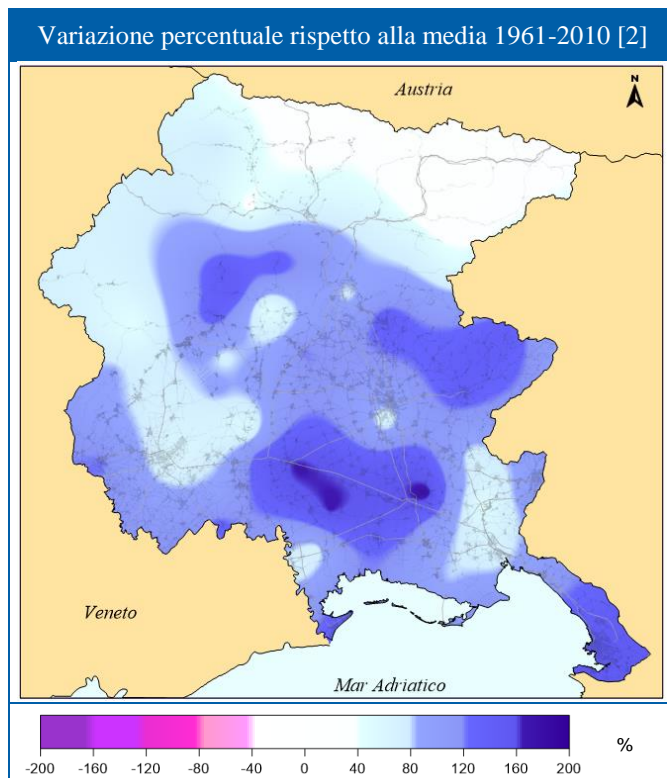 Variazione percentuale rispetto alla media 1961-2010 [2]
Austria
N
Veneto
Mar Adriatico
-200 -160 -120 -80 -40 0 40 80 120 160 200 %